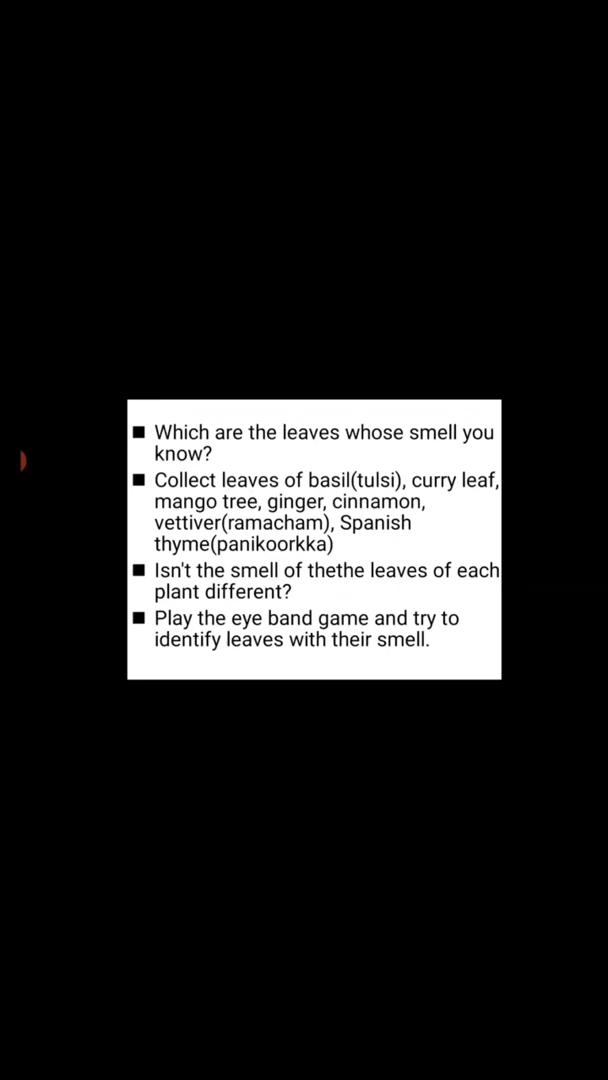 ■ Which are the leaves whose smell you
know?
■ Collect leaves of basil(tulsi), curry leaf,
mango tree, ginger, cinnamon,
vettiver(ramacham), Spanish
thyme(panikoorkka)
■ Isn't the smell of thethe leaves of each
plant different?
■ Play the eye band game and try to
identify leaves with their smell.